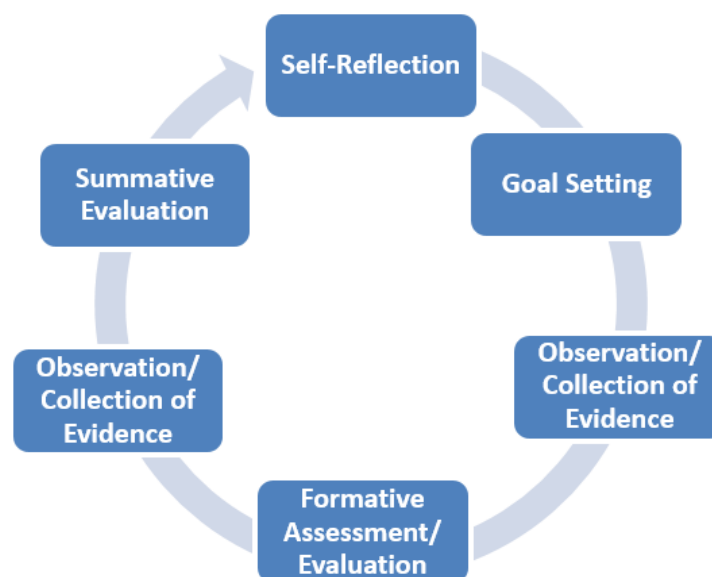 Self-Reflection
Goal Setting
Observation/
Collection of
Evidence
Formative
Assessment/
Evaluation
Observation/
Collection of
Evidence
Summative
Evaluation